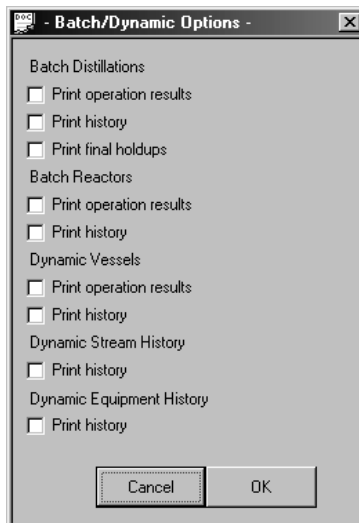 DOC
- Batch/Dynamic Options -
Batch Distillations
Print operation results
Print history
Print final holdups
Batch Reactors
Print operation results
Print history
Dynamic Vessels
Print operation results
Print history
Dynamic Stream History
Print history
Dynamic Equipment History
Print history
Cancel OK